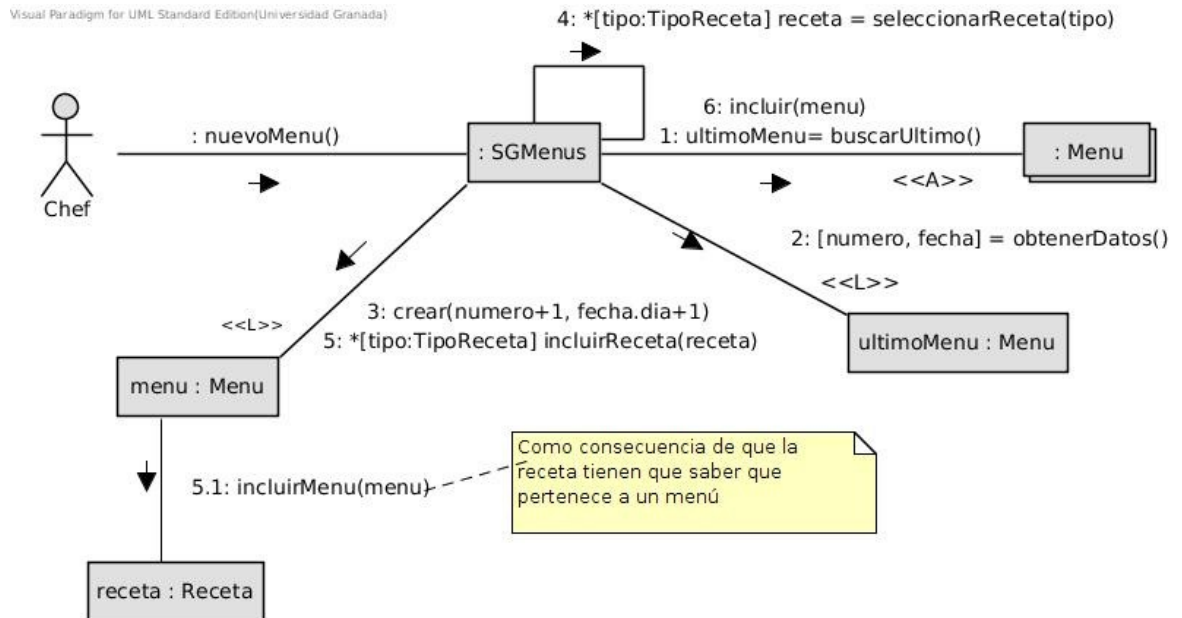 Visual Paradigm for UML Standard Edition(Universidad Granada)
4: *[tipo:TipoReceta] receta = seleccionarReceta(tipo)
6: incluir(menu)
: nuevoMenu()
1: ultimoMenu= buscarUltimo()
: SGMenus
: Menu
<<A>>
Chef
2: [numero, fecha] = obtenerDatos()
<<L>>
3: crear(numero+1, fecha.dia+1)
<<L>>
5: *[tipo:TipoReceta] incluirReceta(receta)
ultimoMenu : Menu
menu : Menu
Como consecuencia de que la
receta tienen que saber que
pertenece a un menú
5.1: incluirMenu(menu)
receta : Receta